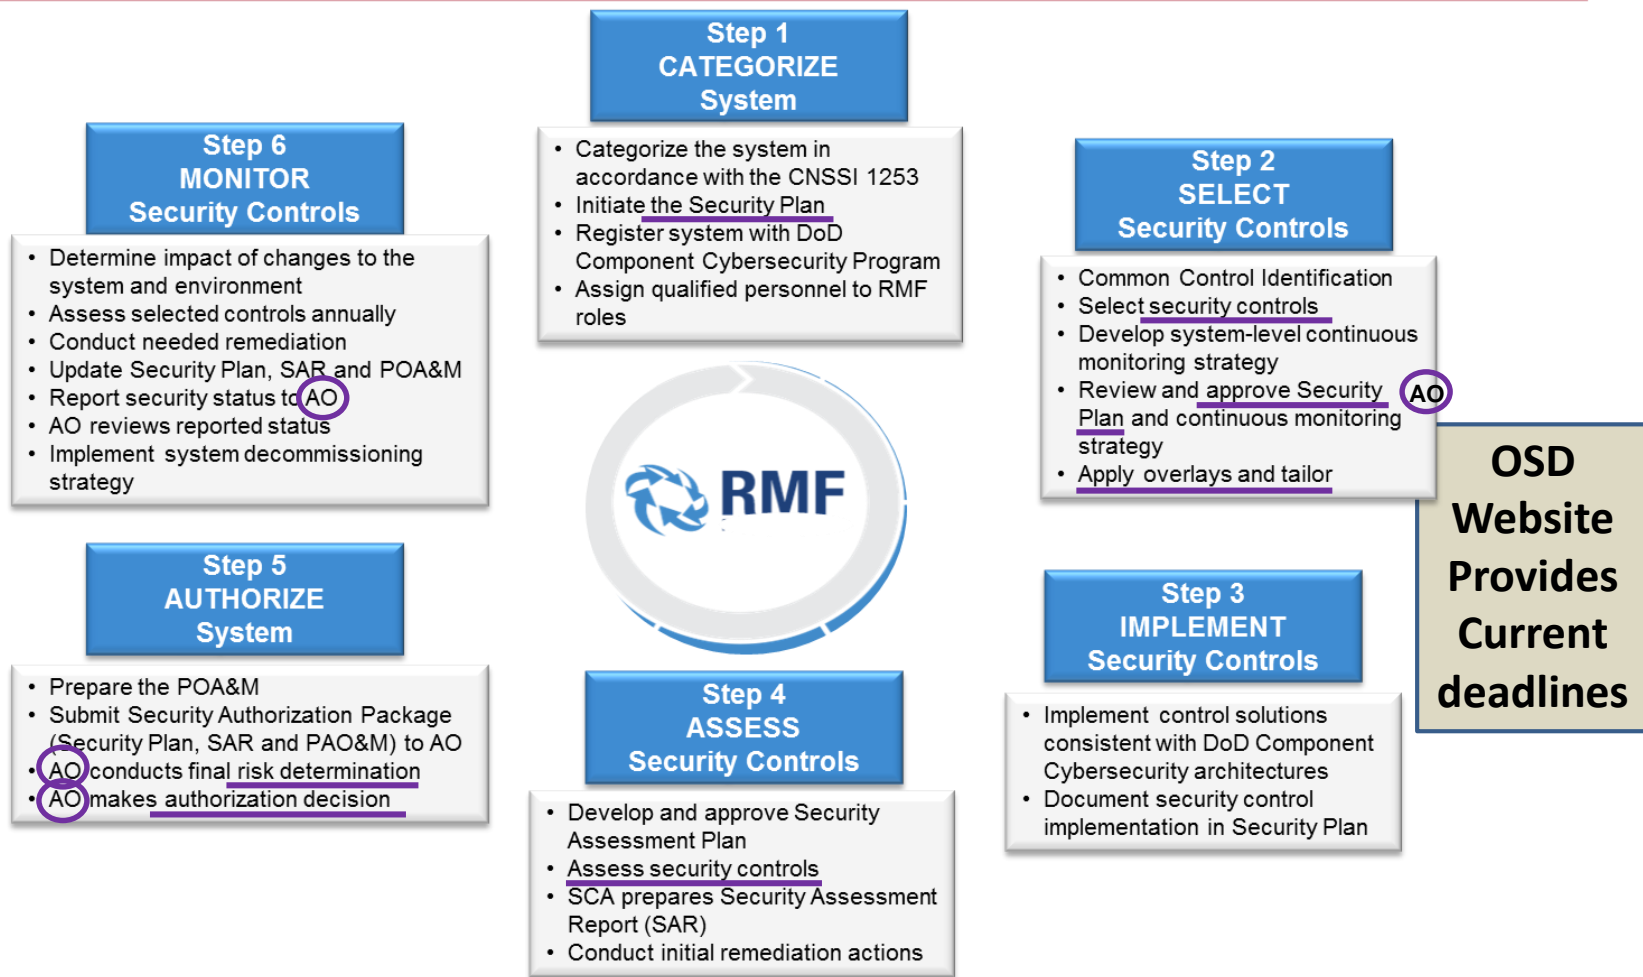 Step 1
CATEGORIZE
System
• Categorize the system in
accordance with the CNSSI 1253
• Initiate the Security Plan
• Register system with DoD
Component Cybersecurity Program
• Assign qualified personnel to RMF
roles
Step 2
SELECT
Security Controls
• Common Control Identification
• Select security controls
• Develop system-level continuous
monitoring strategy
• Review and approve Security
Plan and continuous monitoring
strategy
• Apply overlays and tailor
AO
OSD
Website
Provides
Current
deadlines
Step 3
IMPLEMENT
Security Controls
• Implement control solutions
consistent with DoD Component
Cybersecurity architectures
• Document security control
implementation in Security Plan
Step 4
ASSESS
Security Controls
• Develop and approve Security
Assessment Plan
• Assess security controls
• SCA prepares Security Assessment
Report (SAR)
• Conduct initial remediation actions
Step 5
AUTHORIZE
System
• Prepare the POA&M
• Submit Security Authorization Package
(Security Plan, SAR and PAO&M) to AO
• AO conducts final risk determination
• AO makes authorization decision
Step 6
MONITOR
Security Controls
• Determine impact of changes to the
system and environment
• Assess selected controls annually
• Conduct needed remediation
• Update Security Plan, SAR and POA&M
• Report security status to AO
• AO reviews reported status
• Implement system decommissioning
strategy
RMF